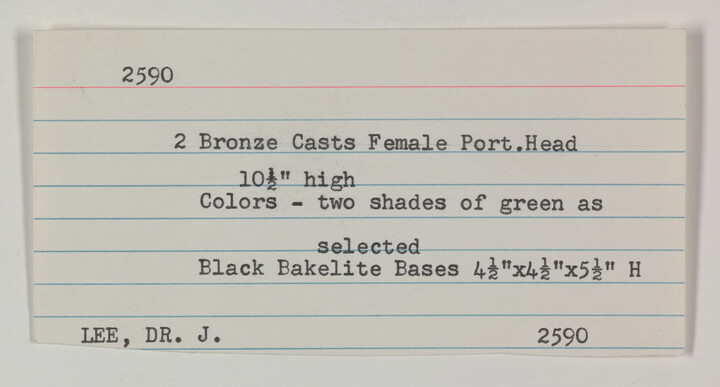 2590
2 Bronze Casts Female Port.Head
10½" high
Colors - two shades of green as
selected
Black Bakelite Bases 4½"x4½"x5½" H
LEE, DR. J. 2590